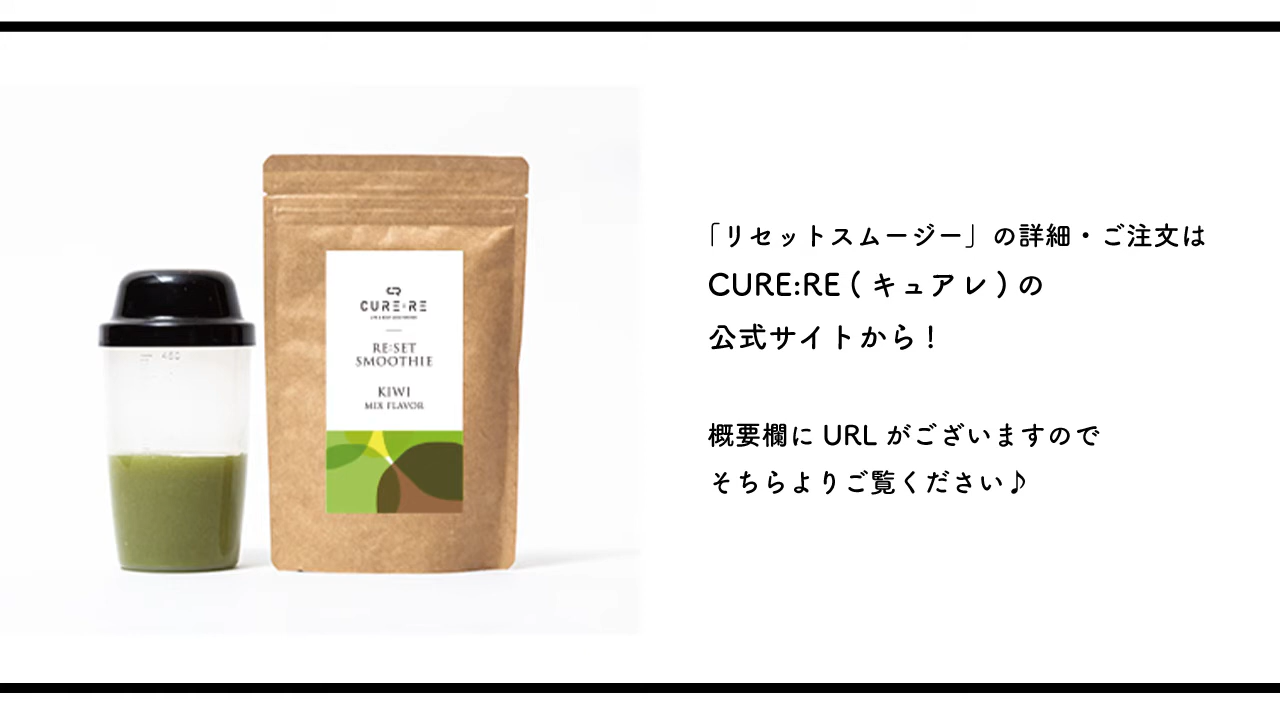 450
CURE:RE
RE:SET
SMOOTHIE
KIWI
MIX FLAVOR
「リセットスムージー」の詳細・ご注文は
CURE:RE ( キュアレ ) の
公式サイトから！
概要欄に URL がございますので
そちらよりご覧ください♪